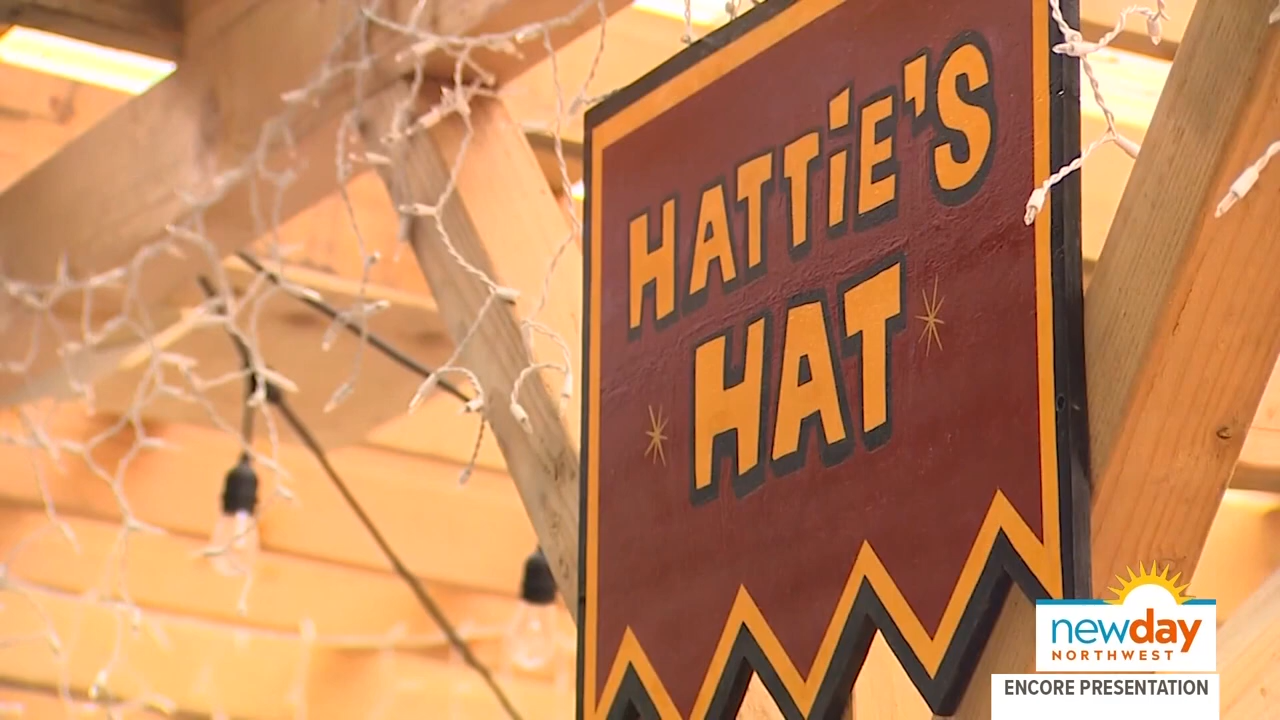 HATTiE'S
HAT
newday
NORTHWEST
ENCORE PRESENTATION